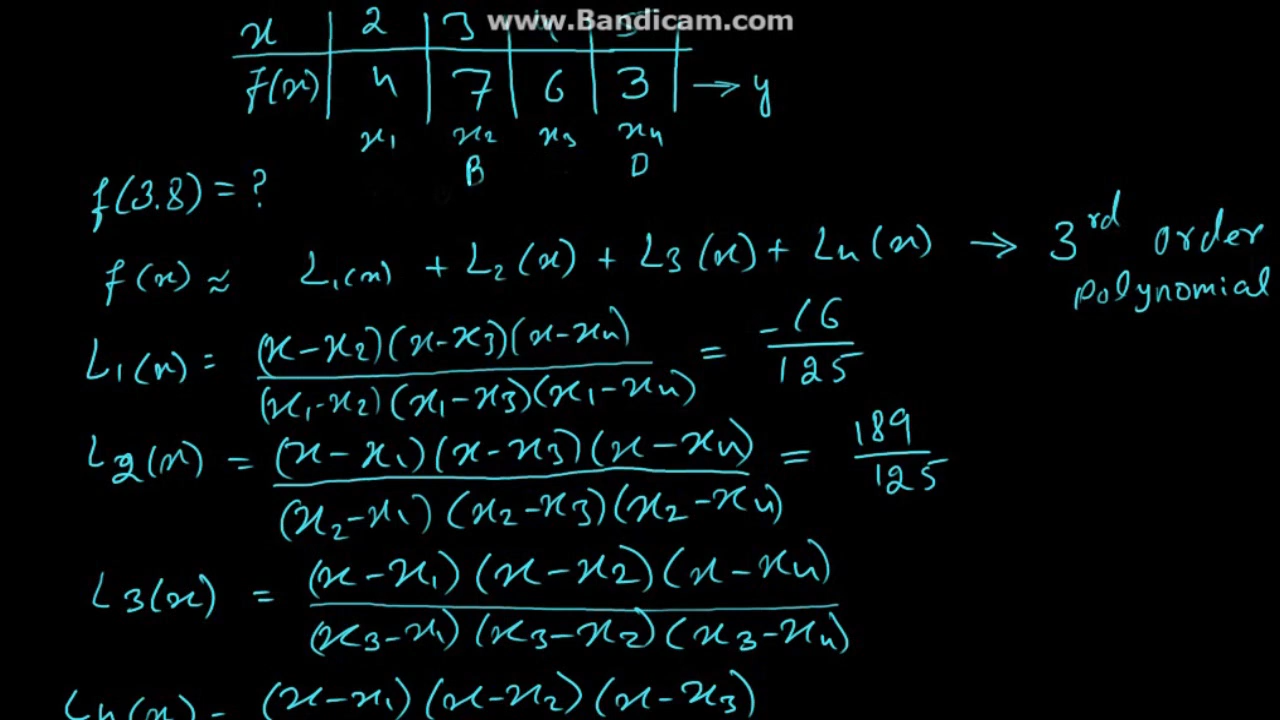 www.Bandicam.com
x 2 3
f(x) 4 7 6 3 → y
x₁ x₂ x₃ x₄
B D
f(3.8) = ?
f(x) ≈ L₁(x) + L₂(x) + L₃(x) + L₄(x) → 3rd order
polynomial
L₁(x) = (x-x₂)(x-x₃)(x-x₄) / (x₁-x₂)(x₁-x₃)(x₁-x₄) = -16/125
L₂(x) = (x-x₁)(x-x₃)(x-x₄) / (x₂-x₁)(x₂-x₃)(x₂-x₄) = 189/125
L₃(x) = (x-x₁)(x-x₂)(x-x₄) / (x₃-x₁)(x₃-x₂)(x₃-x₄)
L₄(x) = (x-x₁)(x-x₂)(x-x₃)